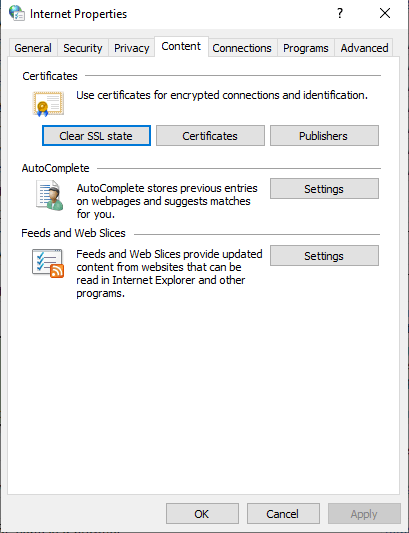 Internet Properties
?
General Security Privacy Content Connections Programs Advanced
Certificates
Use certificates for encrypted connections and identification.
Clear SSL state Certificates Publishers
AutoComplete
AutoComplete stores previous entries
on webpages and suggests matches
for you.
Settings
Feeds and Web Slices
Feeds and Web Slices provide updated
content from websites that can be
read in Internet Explorer and other
programs.
Settings
OK Cancel Apply